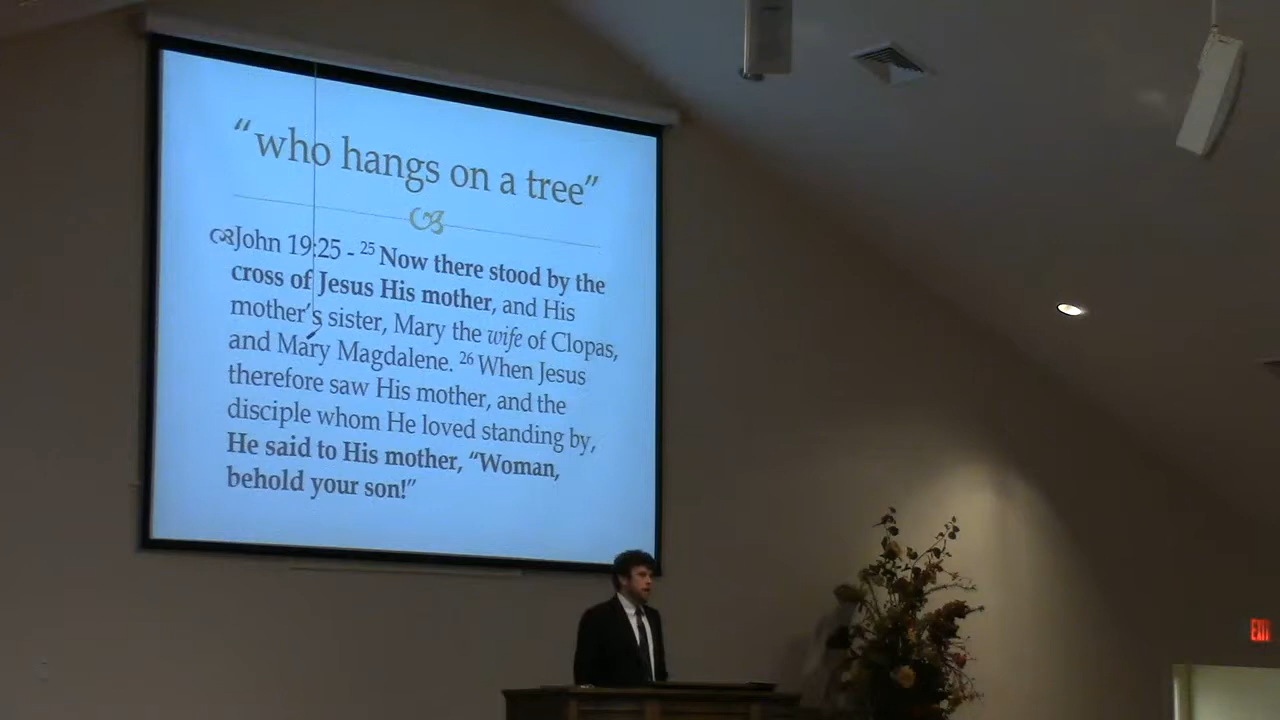 “who hangs on a tree”
John 19:25 - 25 Now there stood by the
cross of Jesus His mother, and His
mother’s sister, Mary the wife of Clopas,
and Mary Magdalene. 26 When Jesus
therefore saw His mother, and the
disciple whom He loved standing by,
He said to His mother, “Woman,
behold your son!”
EXIT